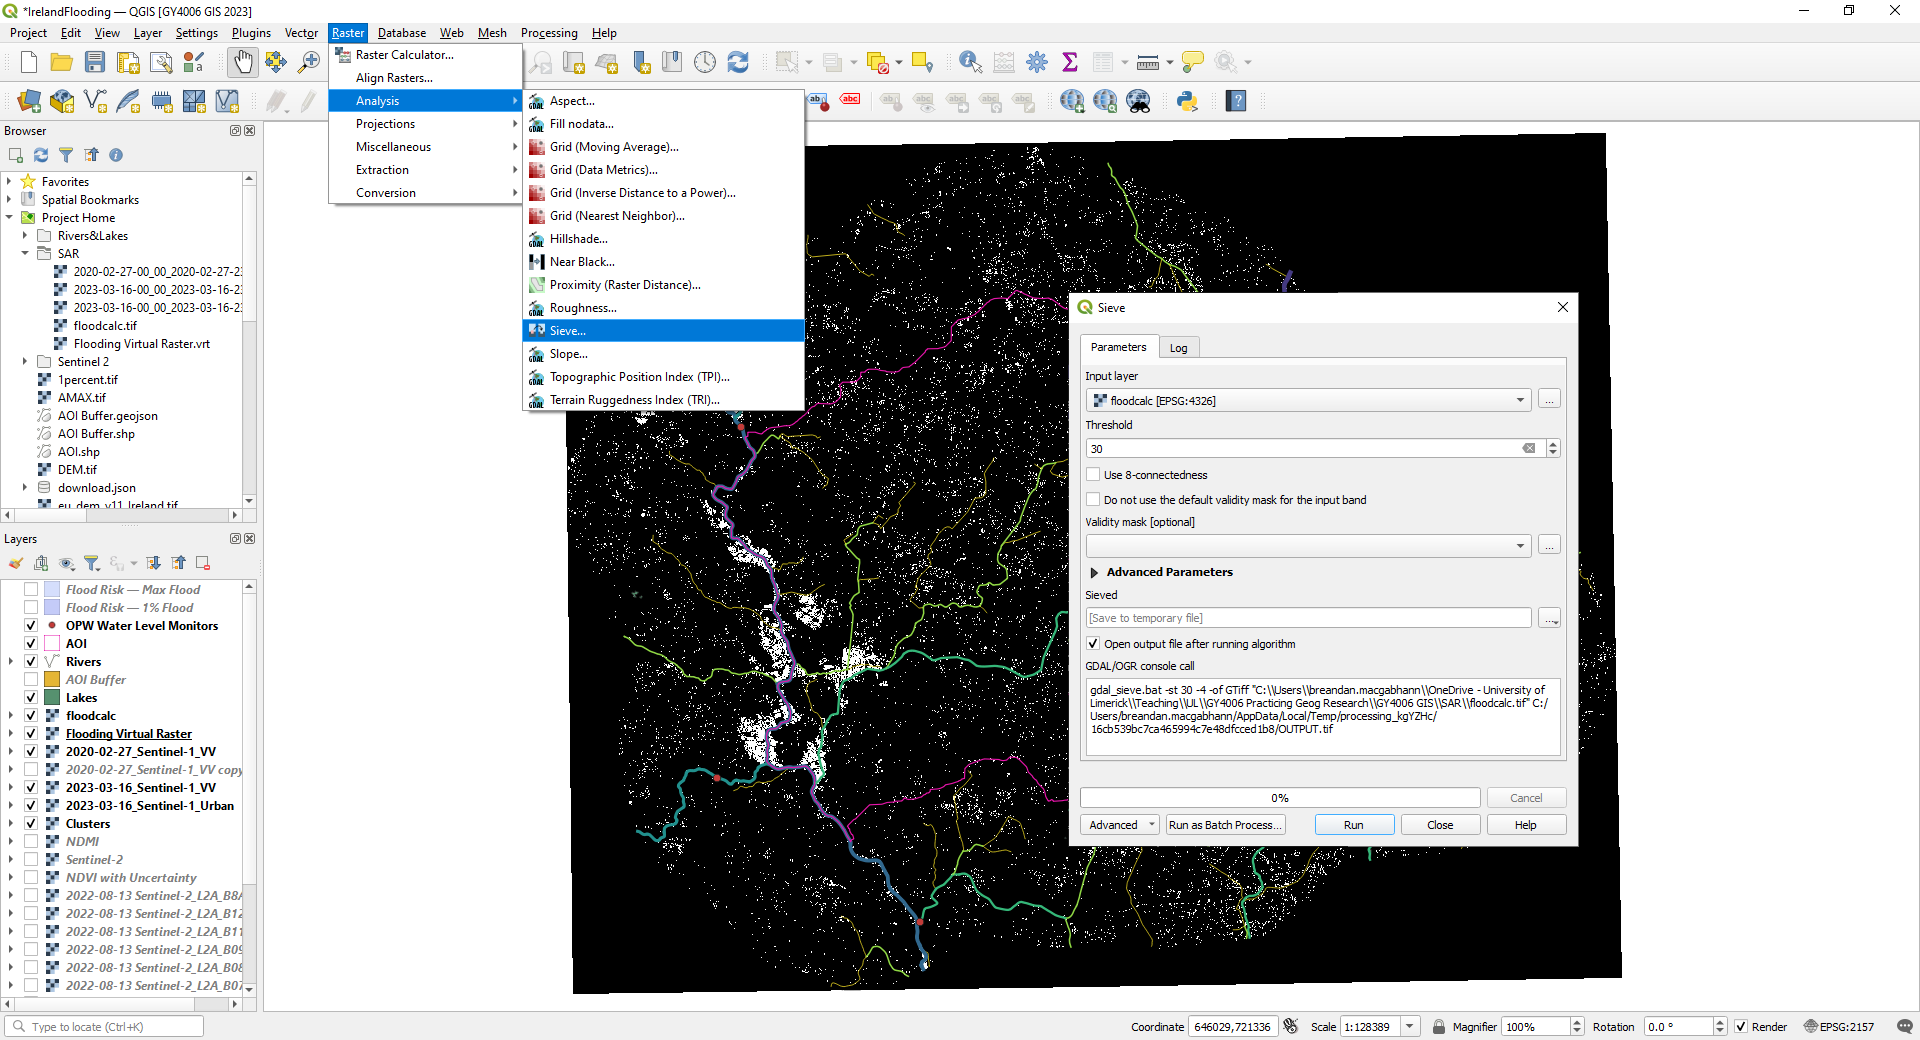 *IrelandFlooding — QGIS [GY4006 GIS 2023]
Project Edit View Layer Settings Plugins Vector Raster Database Web Mesh Processing Help
Raster Calculator...
Align Rasters...
Analysis
Projections
Miscellaneous
Extraction
Conversion
Aspect...
Fill nodata...
Grid (Moving Average)...
Grid (Data Metrics)...
Grid (Inverse Distance to a Power)...
Grid (Nearest Neighbor)...
Hillshade...
Near Black...
Proximity (Raster Distance)...
Roughness...
Sieve...
Slope...
Topographic Position Index (TPI)...
Terrain Ruggedness Index (TRI)...
Browser
Favorites
Spatial Bookmarks
Project Home
Rivers&Lakes
SAR
2020-02-27-00_00_2020-02-27-2
2023-03-16-00_00_2023-03-16-2
2023-03-16-00_00_2023-03-16-2
floodcalc.tif
Flooding Virtual Raster.vrt
Sentinel 2
1percent.tif
AMAX.tif
AOI Buffer.geojson
AOI Buffer.shp
AOI.shp
DEM.tif
download.json
eu_dem_v11_Ireland.tif
Layers
Flood Risk — Max Flood
Flood Risk — 1% Flood
OPW Water Level Monitors
AOI
Rivers
AOI Buffer
Lakes
floodcalc
Flooding Virtual Raster
2020-02-27_Sentinel-1_VV
2020-02-27_Sentinel-1_VV copy
2023-03-16_Sentinel-1_VV
2023-03-16_Sentinel-1_Urban
Clusters
NDMI
Sentinel-2
NDVI with Uncertainty
2022-08-13 Sentinel-2_L2A_B8A
2022-08-13 Sentinel-2_L2A_B12
2022-08-13 Sentinel-2_L2A_B11
2022-08-13 Sentinel-2_L2A_B09
2022-08-13 Sentinel-2_L2A_B08
2022-08-13 Sentinel-2_L2A_B07
Sieve
Parameters Log
Input layer
floodcalc [EPSG:4326]
Threshold
30
Use 8-connectedness
Do not use the default validity mask for the input band
Validity mask [optional]
Advanced Parameters
Sieved
[Save to temporary file]
Open output file after running algorithm
GDAL/OGR console call
gdal_sieve.bat -st 30 -4 -of GTiff "C:\\Users\\breandan.macgabhann\\OneDrive - University of
Limerick\\Teaching\\UL\\GY4006 Practicing Geog Research\\GY4006 GIS\\SAR\\floodcalc.tif" C:/
Users/breandan.macgabhann/AppData/Local/Temp/processing_kgYZHc/
16cb539bc7ca465994c7e48dfcced1b8/OUTPUT.tif
0% Cancel
Advanced Run as Batch Process... Run Close Help
Type to locate (Ctrl+K) Coordinate 646029,721336 Scale 1:128389 Magnifier 100% Rotation 0.0 ° Render EPSG:2157